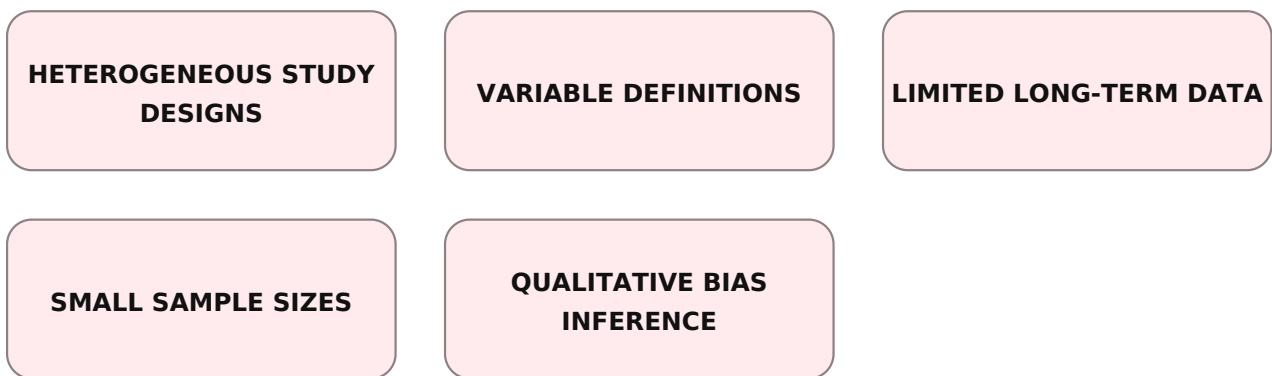 HETEROGENEOUS STUDY
DESIGNS
VARIABLE DEFINITIONS
LIMITED LONG-TERM DATA
SMALL SAMPLE SIZES
QUALITATIVE BIAS
INFERENCE